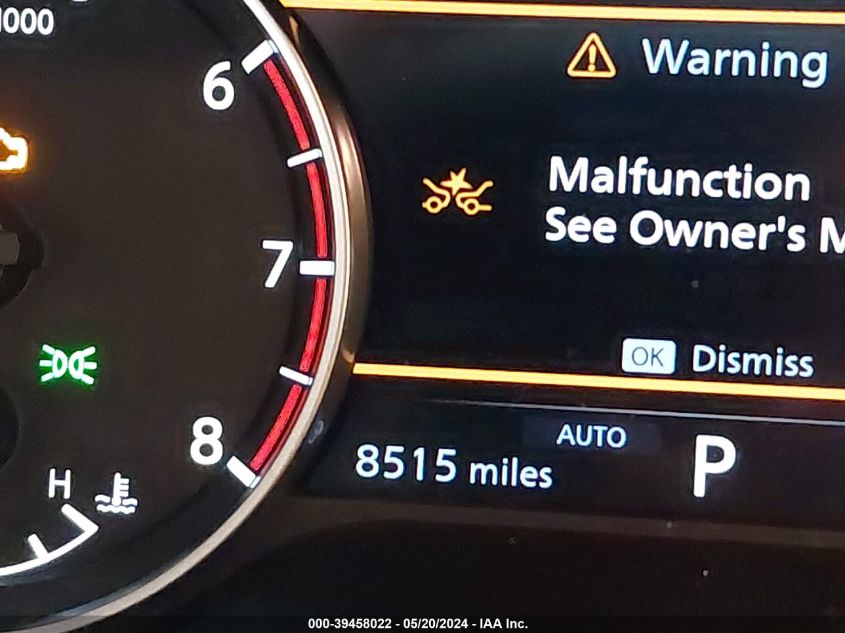 1000
6
7
8
H
Warning
Malfunction
See Owner's M
OK Dismiss
AUTO
P
8515 miles
000-39458022 - 05/20/2024 - IAA Inc.